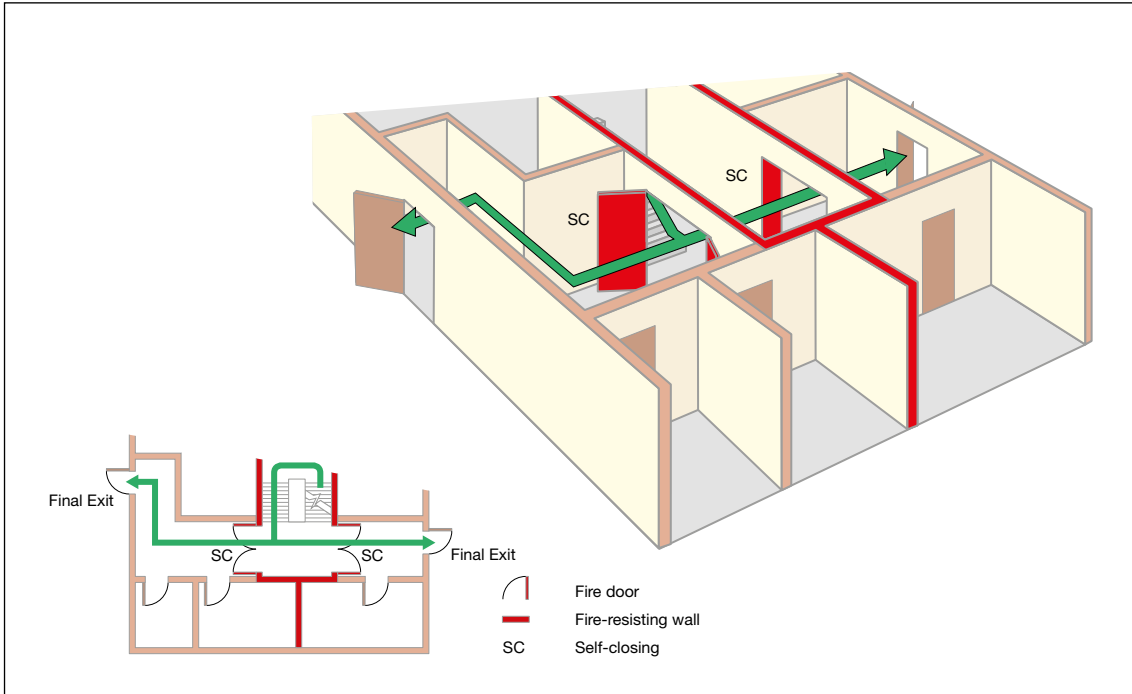 SC
SC
Final Exit
SC
SC
Final Exit
Fire door
Fire-resisting wall
SC
Self-closing